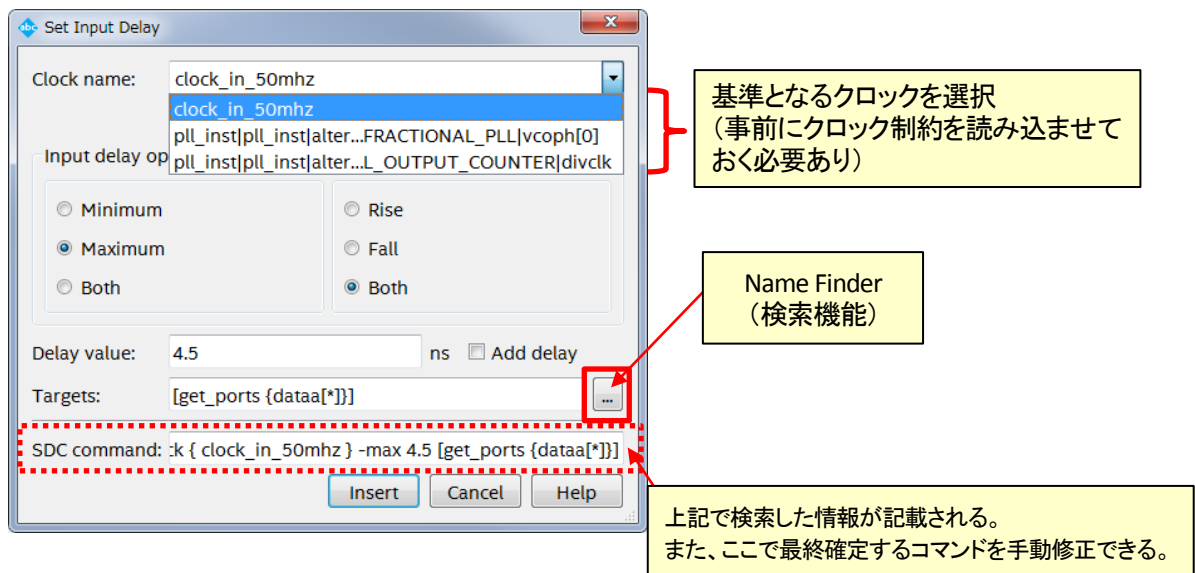 Set Input Delay
Clock name: clock_in_50mhz
clock_in_50mhz
pll_inst|pll_inst|alter...FRACTIONAL_PLL|vcoph[0]
Input delay op
pll_inst|pll_inst|alter...L_OUTPUT_COUNTER|divclk
Minimum Rise
Maximum Fall
Both Both
Delay value: 4.5 ns Add delay
Targets: [get_ports {dataa[*]}] ...
SDC command: :k { clock_in_50mhz } -max 4.5 [get_ports {dataa[*]}]
Insert Cancel Help
基準となるクロックを選択
（事前にクロック制約を読み込ませて
おく必要あり）
Name Finder
（検索機能）
上記で検索した情報が記載される。
また、ここで最終確定するコマンドを手動修正できる。